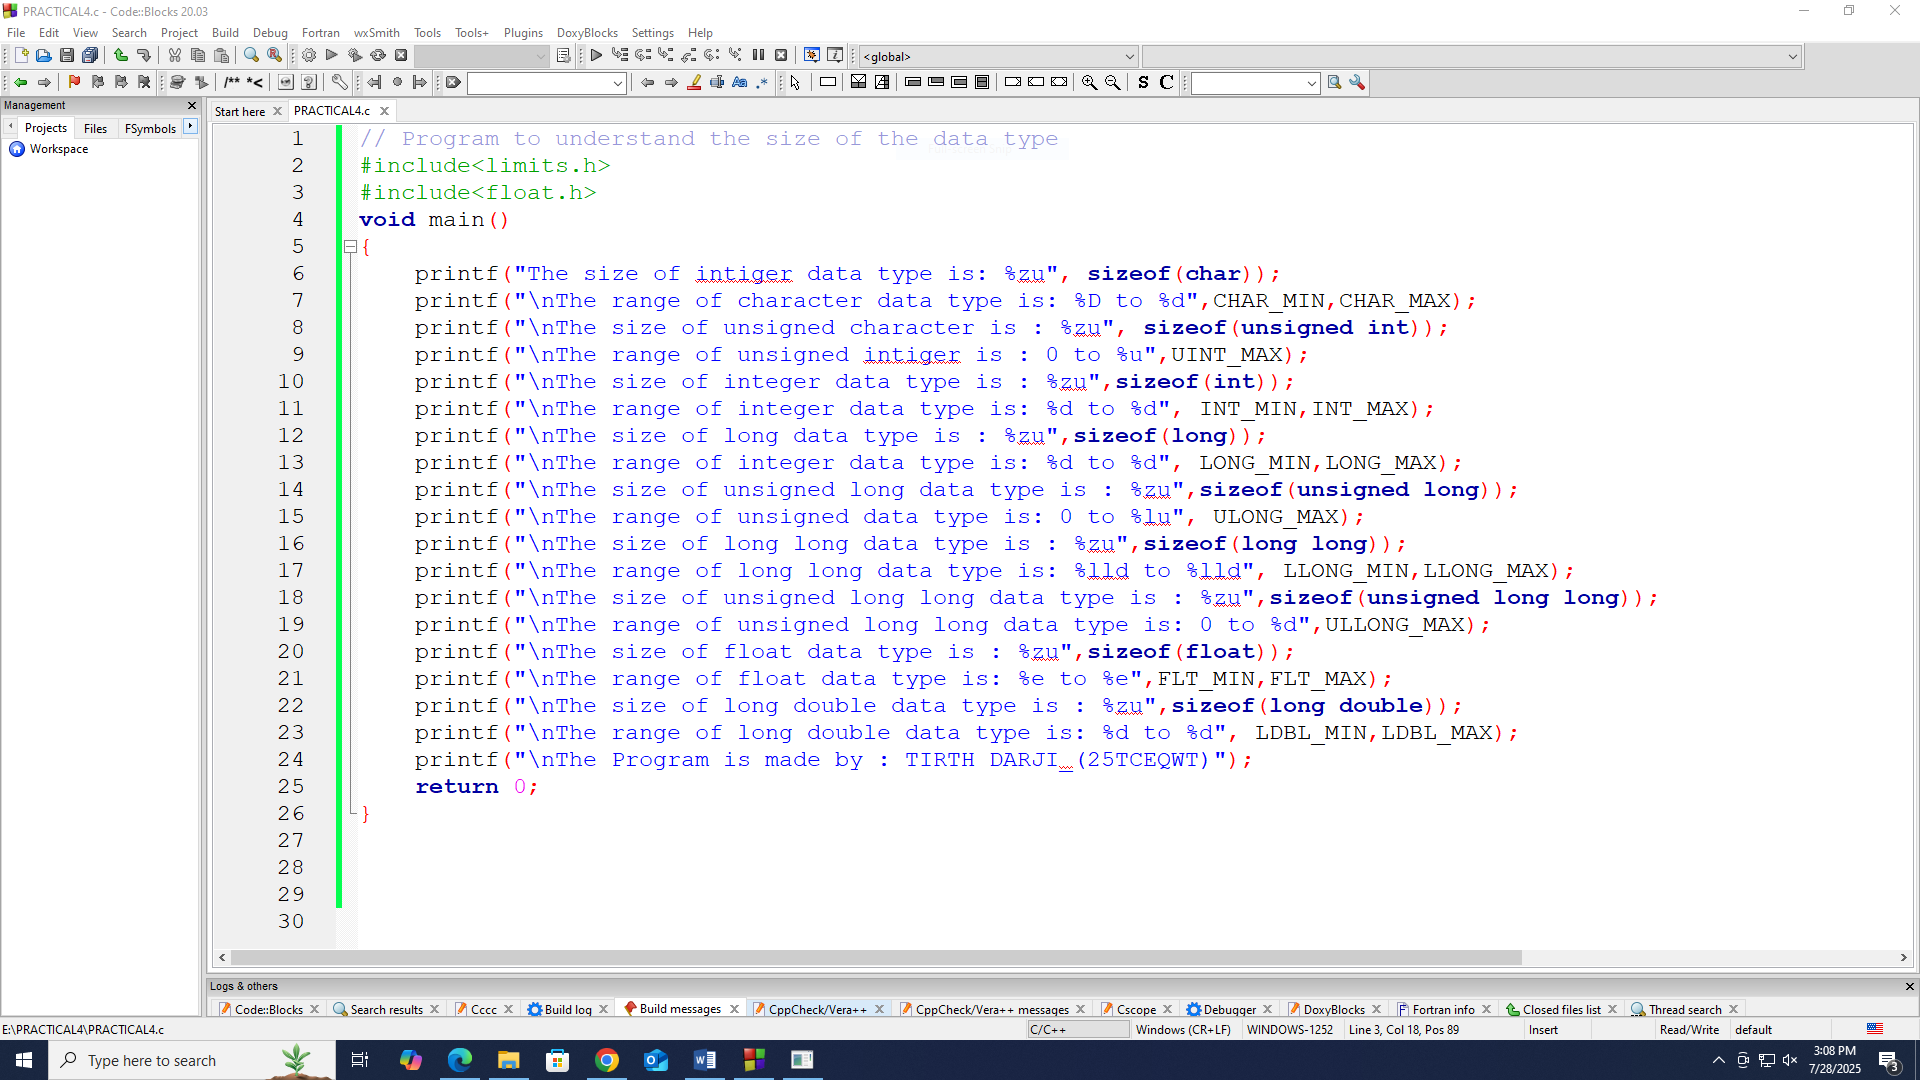 PRACTICAL4.c - Code::Blocks 20.03
File Edit View Search Project Build Debug Fortran wxSmith Tools Tools+ Plugins DoxyBlocks Settings Help
<global>
/** *<
Aa .*
S C
Management
Projects Files FSymbols
Workspace
Start here PRACTICAL4.c
1 // Program to understand the size of the data type
2 #include<limits.h>
3 #include<float.h>
4 void main()
5 {
6 printf("The size of intiger data type is: %zu", sizeof(char));
7 printf("\nThe range of character data type is: %D to %d",CHAR_MIN,CHAR_MAX);
8 printf("\nThe size of unsigned character is : %zu", sizeof(unsigned int));
9 printf("\nThe range of unsigned intiger is : 0 to %u",UINT_MAX);
10 printf("\nThe size of integer data type is : %zu",sizeof(int));
11 printf("\nThe range of integer data type is: %d to %d", INT_MIN,INT_MAX);
12 printf("\nThe size of long data type is : %zu",sizeof(long));
13 printf("\nThe range of integer data type is: %d to %d", LONG_MIN,LONG_MAX);
14 printf("\nThe size of unsigned long data type is : %zu",sizeof(unsigned long));
15 printf("\nThe range of unsigned data type is: 0 to %lu", ULONG_MAX);
16 printf("\nThe size of long long data type is : %zu",sizeof(long long));
17 printf("\nThe range of long long data type is: %lld to %lld", LLONG_MIN,LLONG_MAX);
18 printf("\nThe size of unsigned long long data type is : %zu",sizeof(unsigned long long));
19 printf("\nThe range of unsigned long long data type is: 0 to %d",ULLONG_MAX);
20 printf("\nThe size of float data type is : %zu",sizeof(float));
21 printf("\nThe range of float data type is: %e to %e",FLT_MIN,FLT_MAX);
22 printf("\nThe size of long double data type is : %zu",sizeof(long double));
23 printf("\nThe range of long double data type is: %d to %d", LDBL_MIN,LDBL_MAX);
24 printf("\nThe Program is made by : TIRTH DARJI_(25TCEQWT)");
25 return 0;
26 }
27
28
29
30
Logs & others
Code::Blocks Search results Cccc Build log Build messages CppCheck/Vera++ CppCheck/Vera++ messages Cscope Debugger DoxyBlocks Fortran info Closed files list Thread search
E:\PRACTICAL4\PRACTICAL4.c C/C++ Windows (CR+LF) WINDOWS-1252 Line 3, Col 18, Pos 89 Insert Read/Write default
Type here to search
3:08 PM
7/28/2025
3